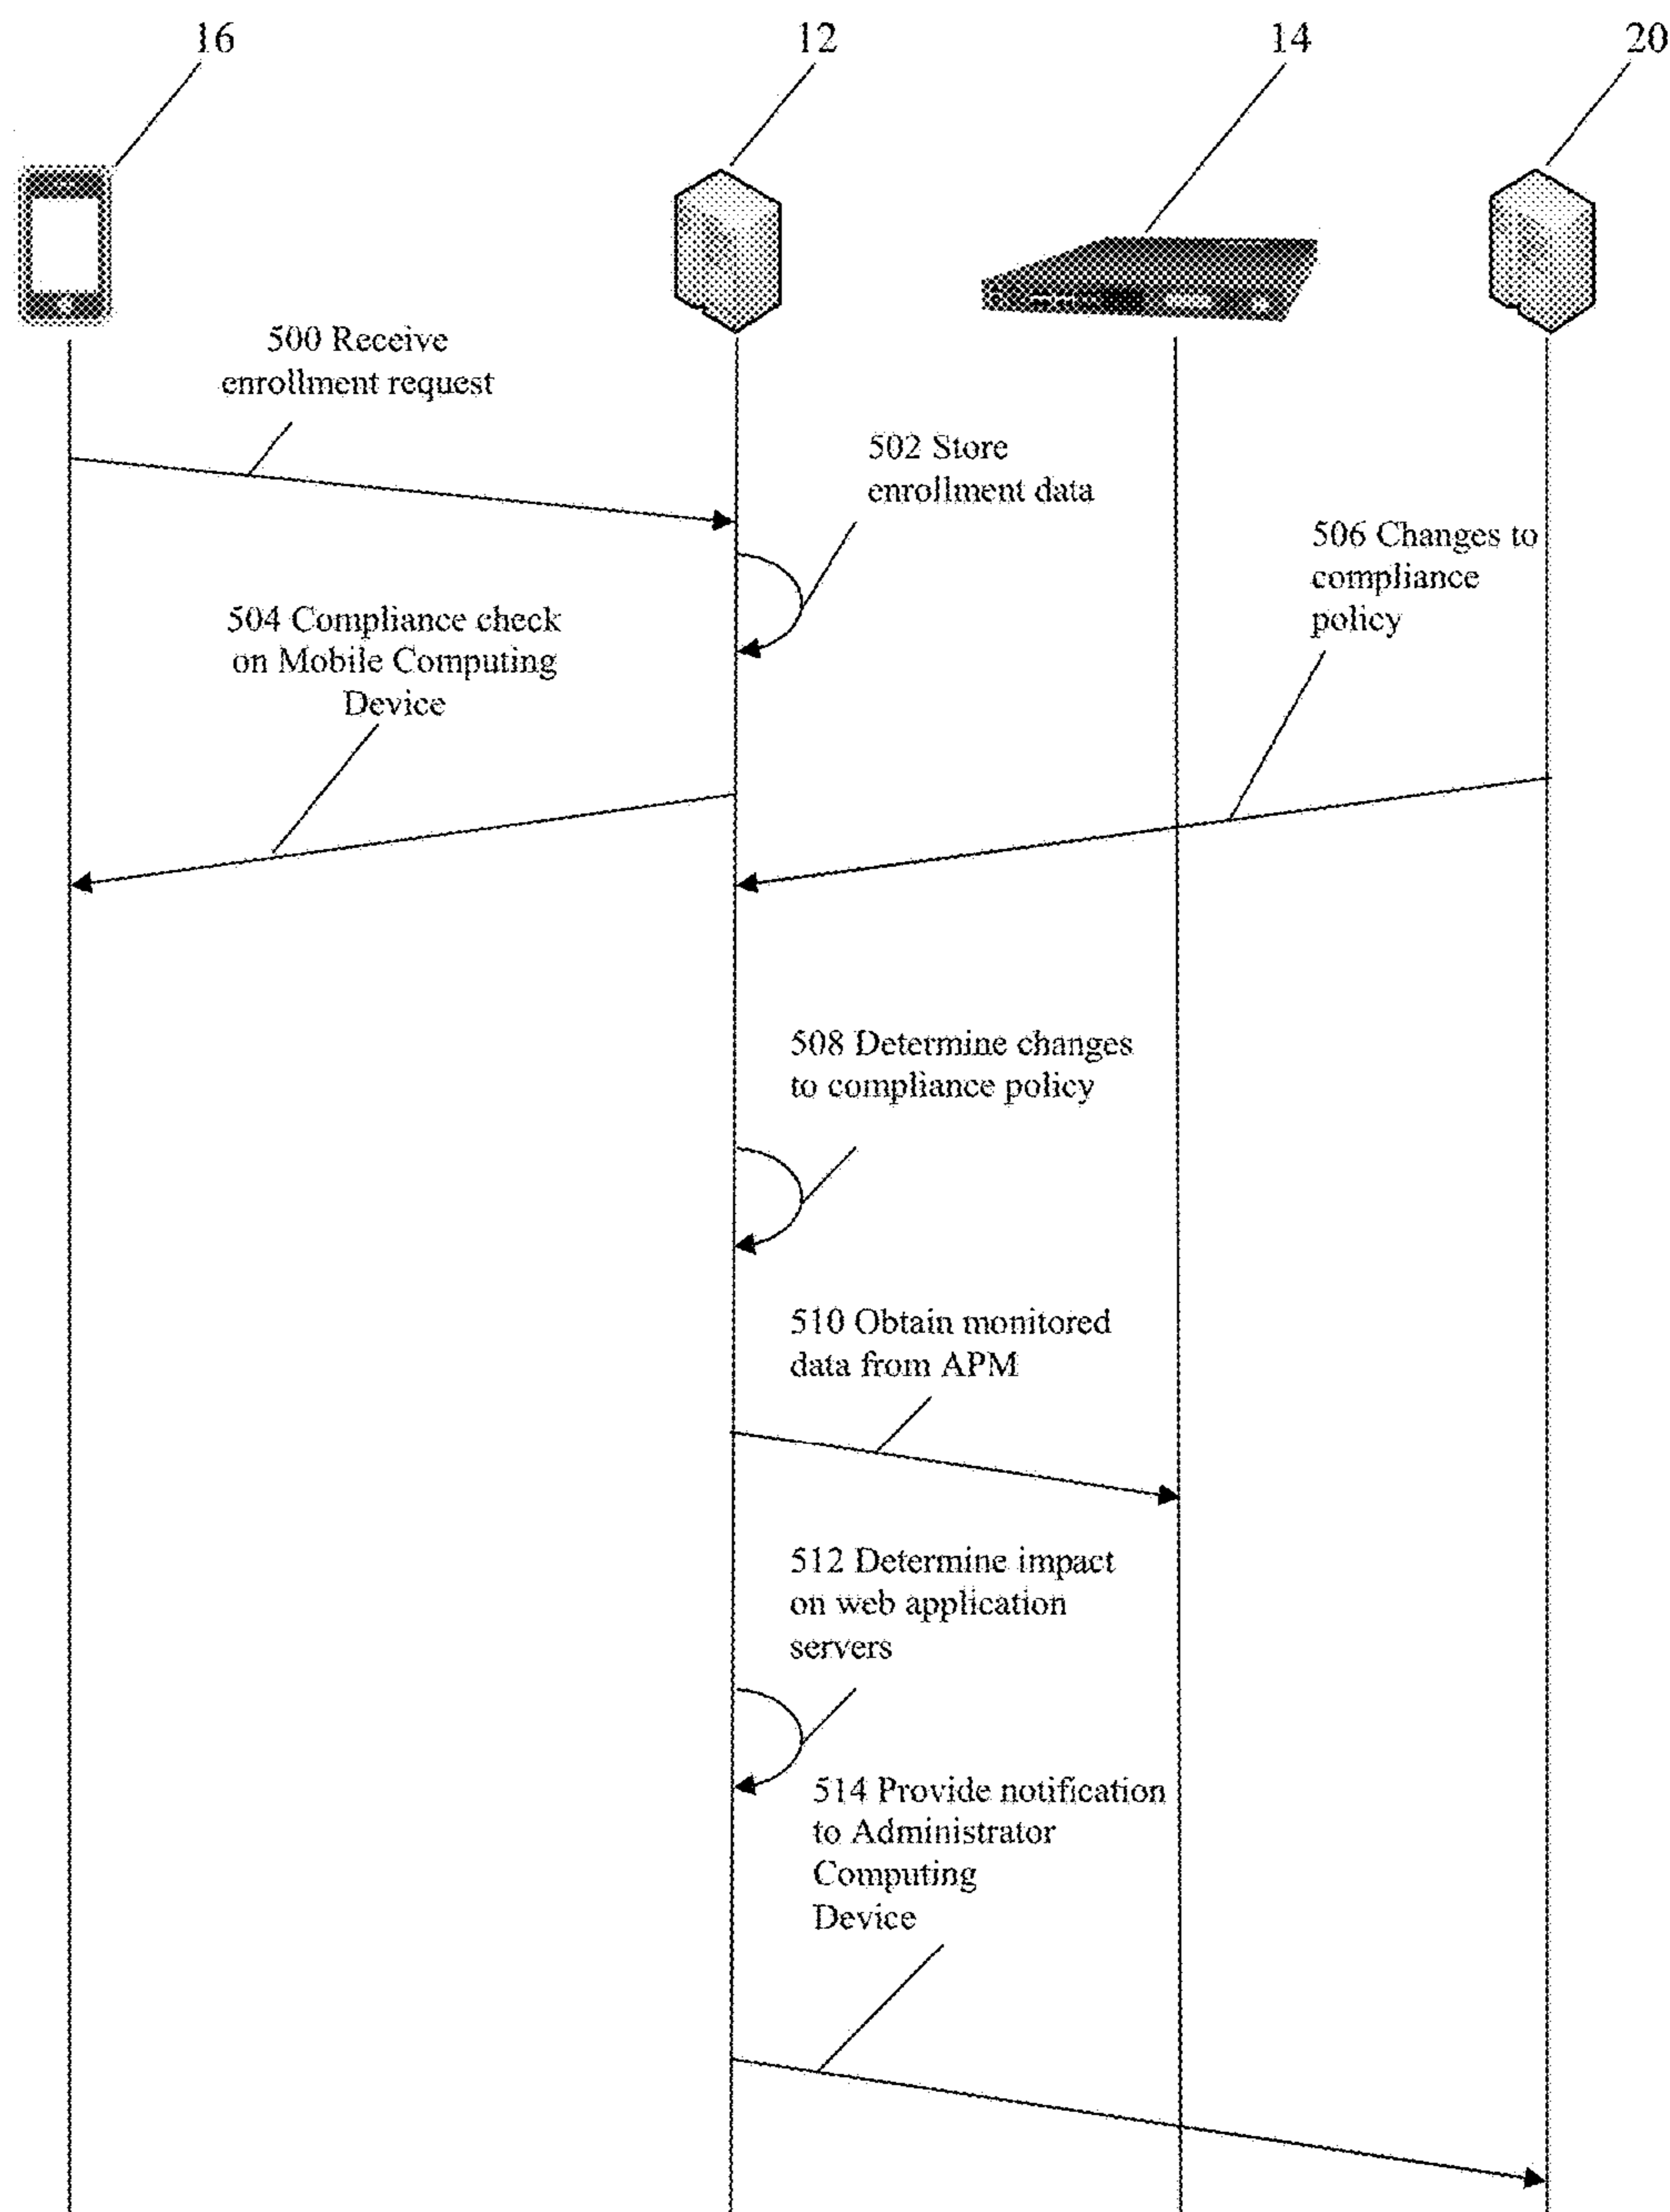 16
12
14
20
500 Receive
enrollment request
502 Store
enrollment data
506 Changes to
compliance
policy
504 Compliance check
on Mobile Computing
Device
508 Determine changes
to compliance policy
510 Obtain monitored
data from APM
512 Determine impact
on web application
servers
514 Provide notification
to Administrator
Computing
Device